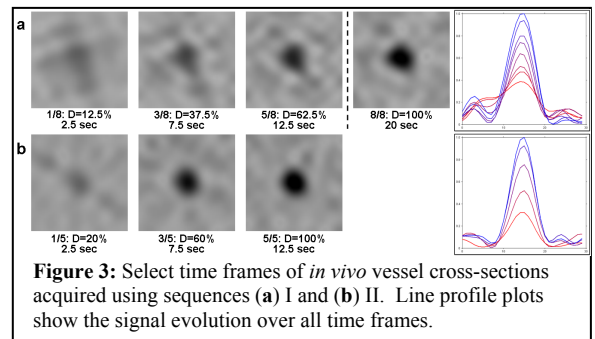 a
1/8: D=12.5% 3/8: D=37.5% 5/8: D=62.5% 8/8: D=100%
2.5 sec 7.5 sec 12.5 sec 20 sec
b
1/5: D=20% 3/5: D=60% 5/5: D=100%
2.5 sec 7.5 sec 12.5 sec
Figure 3: Select time frames of in vivo vessel cross-sections
acquired using sequences (a) I and (b) II. Line profile plots
show the signal evolution over all time frames.